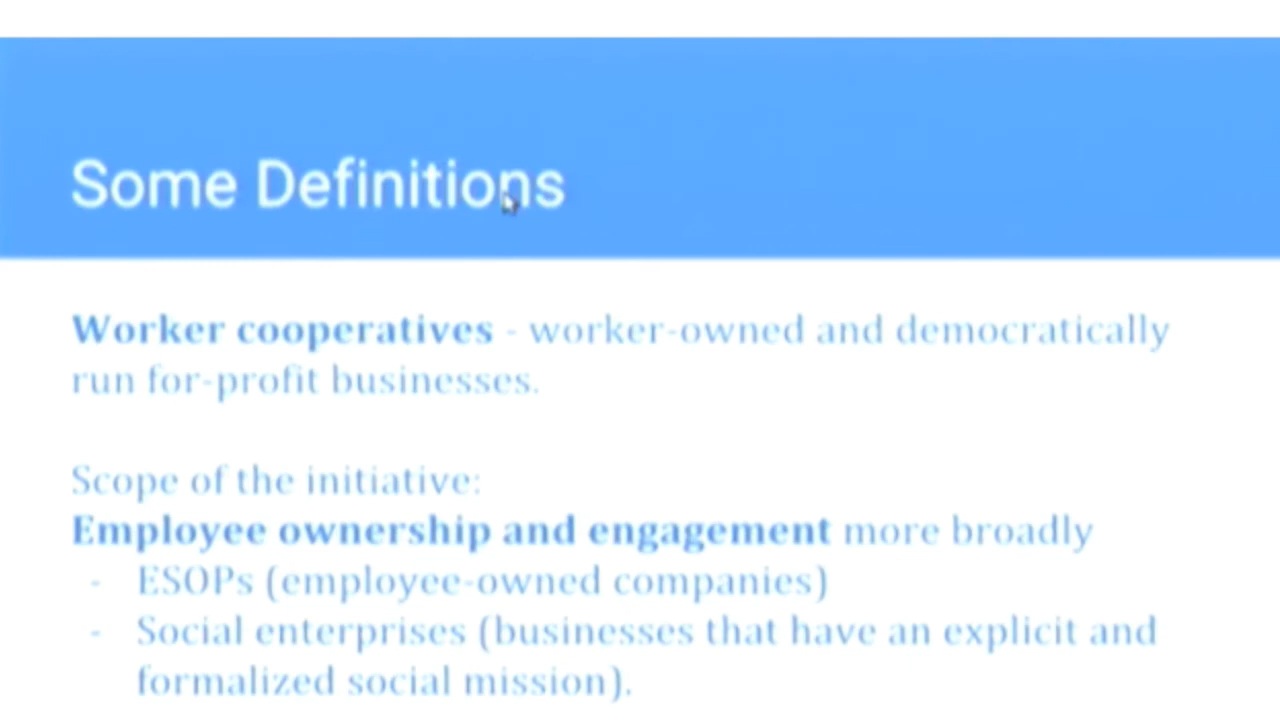 Some Definitions
Worker cooperatives - worker-owned and democratically
run for-profit businesses.
Scope of the initiative:
Employee ownership and engagement more broadly
- ESOPs (employee-owned companies)
- Social enterprises (businesses that have an explicit and
formalized social mission).